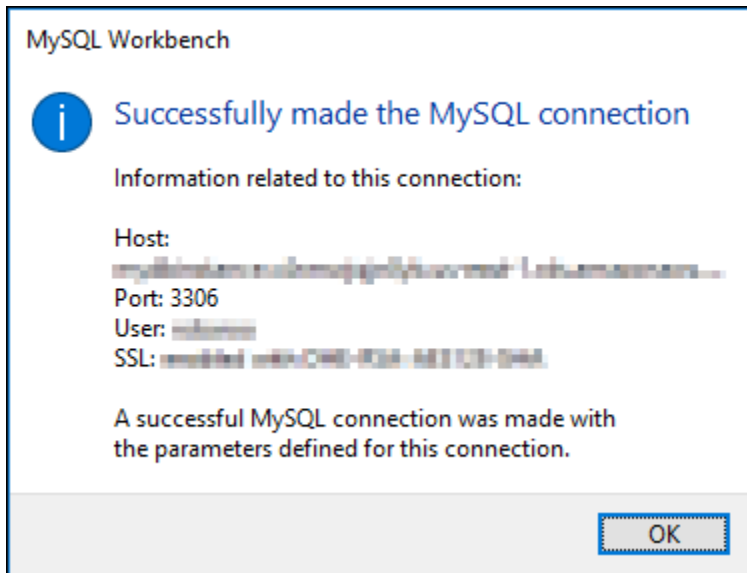 MySQL Workbench
Successfully made the MySQL connection
Information related to this connection:
Host:
Port: 3306
User:
SSL:
A successful MySQL connection was made with
the parameters defined for this connection.
OK